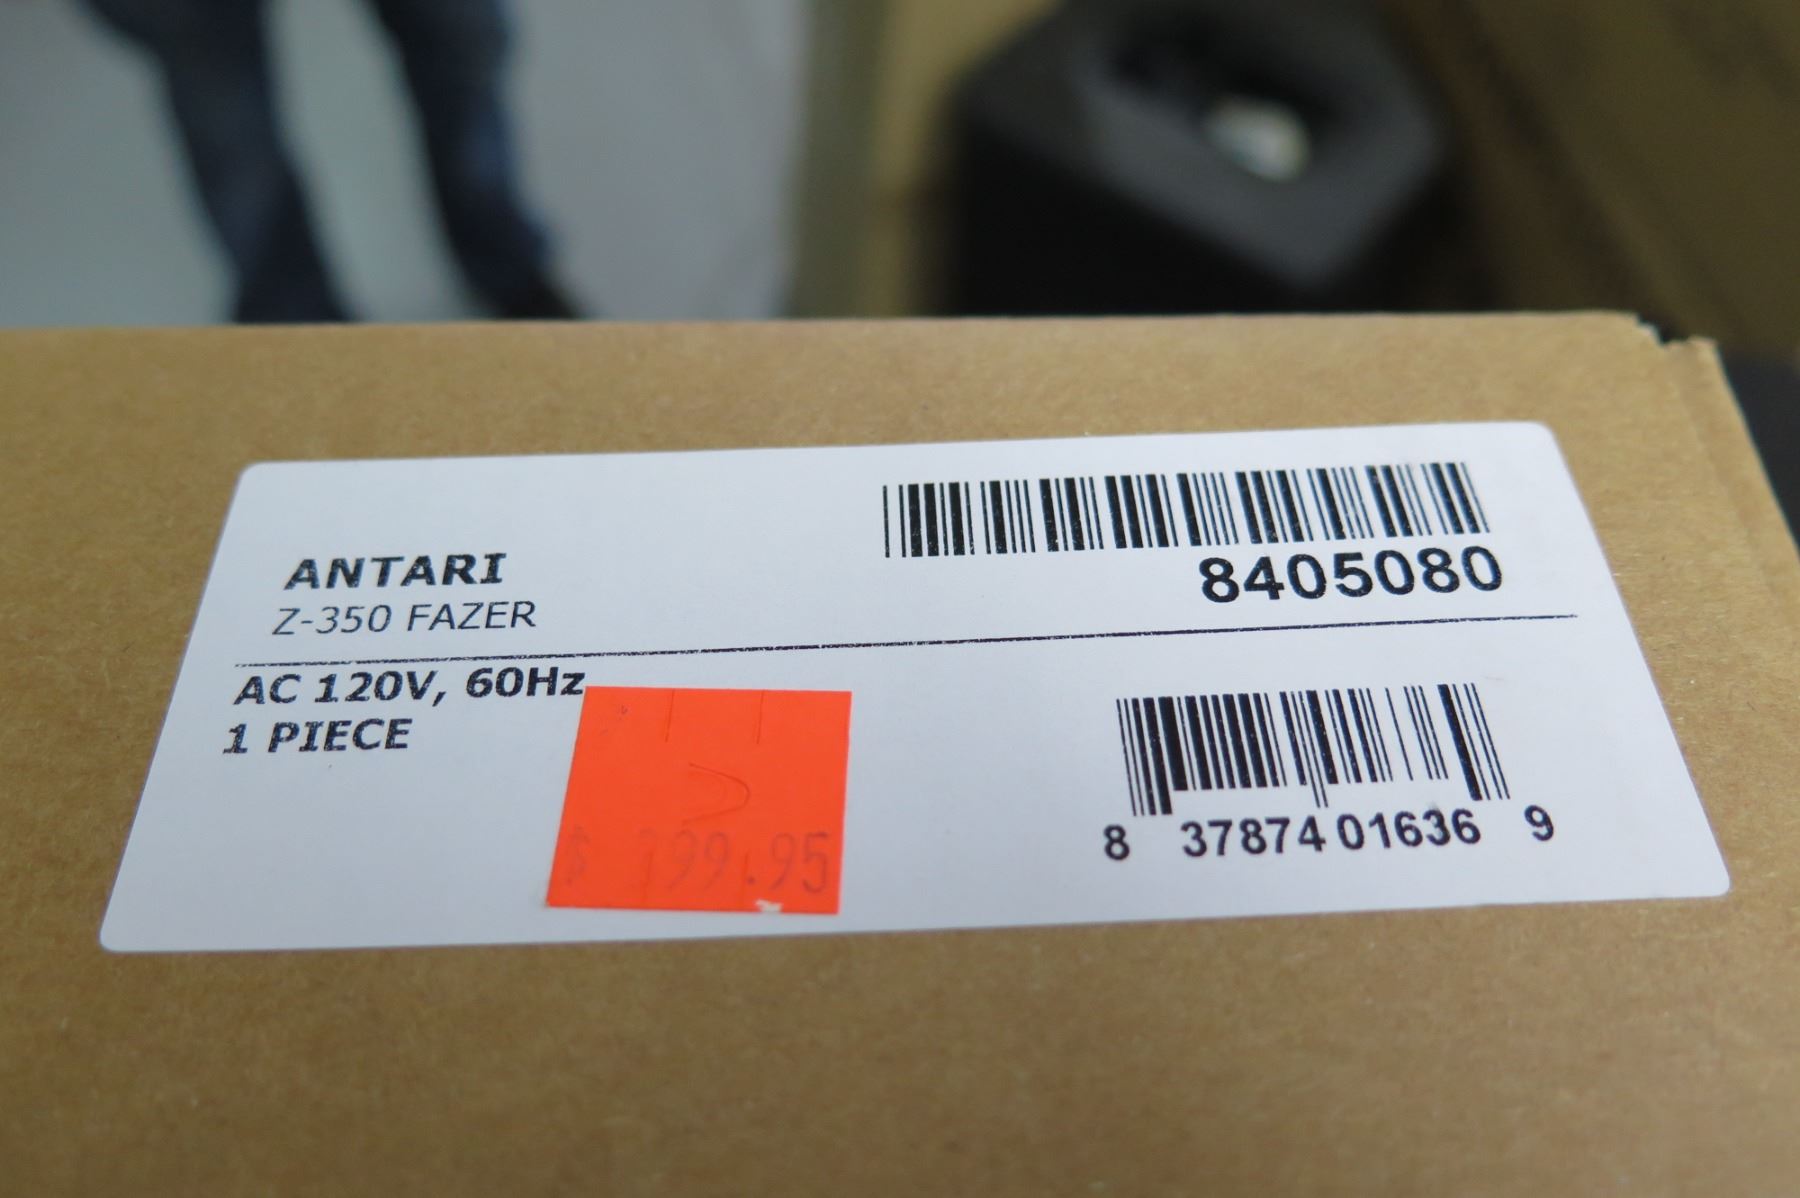 ANTARI
Z-350 FAZER
8405080
AC 120V, 60Hz
1 PIECE
8 37874 01636 9